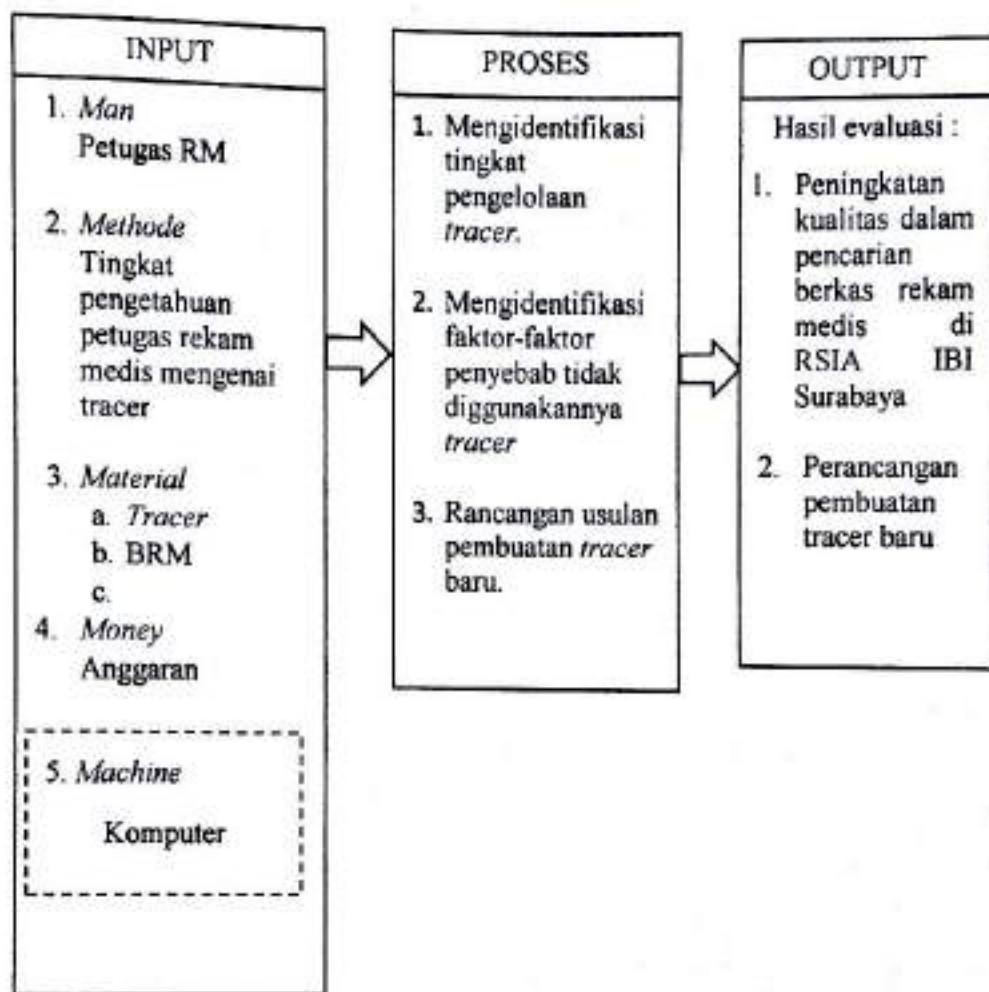 INPUT
1. Man
Petugas RM
2. Methode
Tingkat
pengetahuan
petugas rekam
medis mengenai
tracer
3. Material
a. Tracer
b. BRM
c.
4. Money
Anggaran
5. Machine
Komputer
PROSES
1. Mengidentifikasi
tingkat
pengelolaan
tracer.
2. Mengidentifikasi
faktor-faktor
penyebab tidak
diggunakannya
tracer
3. Rancangan usulan
pembuatan tracer
baru.
OUTPUT
Hasil evaluasi :
1. Peningkatan
kualitas dalam
pencarian
berkas rekam
medis di
RSIA IBI
Surabaya
2. Perancangan
pembuatan
tracer baru